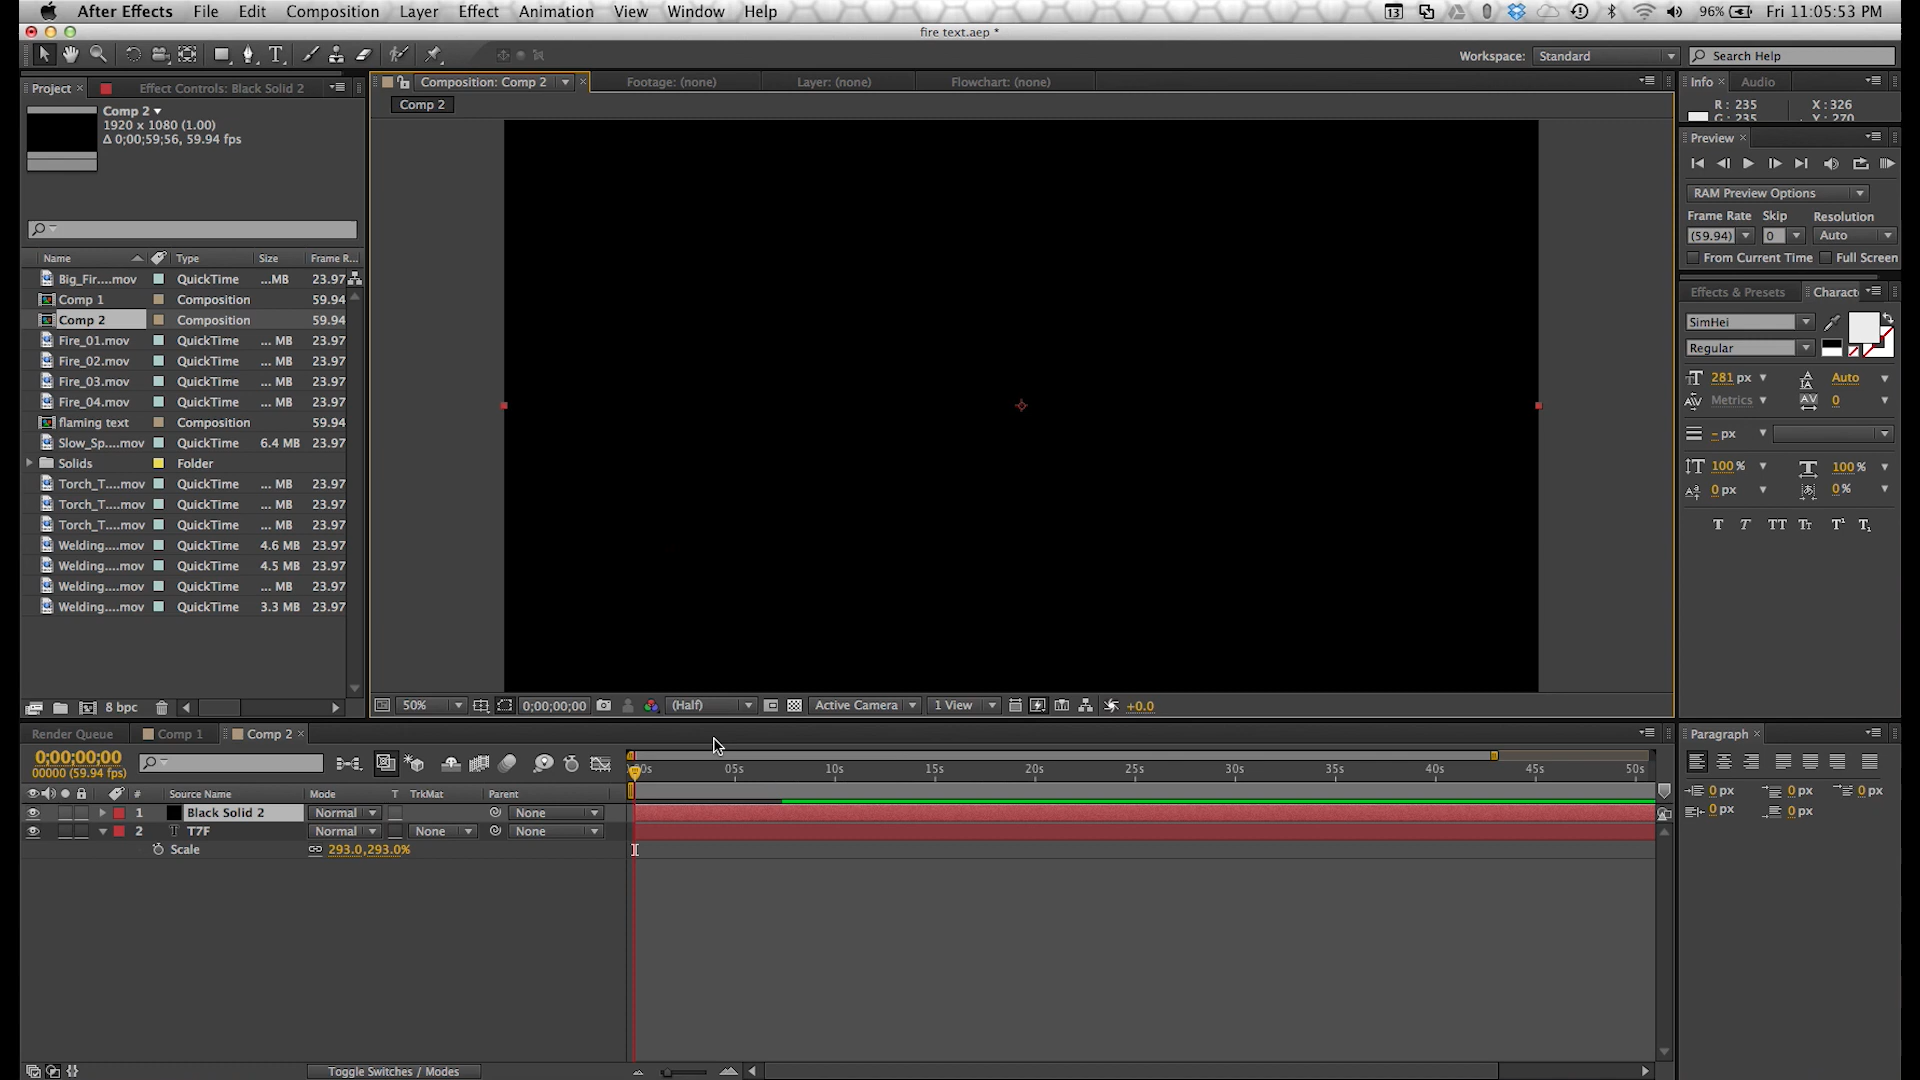 After Effects File Edit Composition Layer Effect Animation View Window Help 13 96% Fri 11:05:53 PM
fire text.aep *
Workspace: Standard Search Help
Project × Effect Controls: Black Solid 2 Composition: Comp 2 × Footage: (none) Layer: (none) Flowchart: (none) Info × Audio
Comp 2
Comp 2
1920 x 1080 (1.00)
Δ 0;00;59;56, 59.94 fps
R: 235 X: 326
G: 235 Y: 270
Preview ×
RAM Preview Options
Frame Rate Skip Resolution
(59.94) 0 Auto
From Current Time Full Screen
Name Type Size Frame R...
Big_Fir....mov QuickTime ...MB 23.97
Comp 1 Composition 59.94
Comp 2 Composition 59.94
Fire_01.mov QuickTime ... MB 23.97
Fire_02.mov QuickTime ... MB 23.97
Fire_03.mov QuickTime ... MB 23.97
Fire_04.mov QuickTime ... MB 23.97
flaming text Composition 59.94
Slow_Sp....mov QuickTime 6.4 MB 23.97
Solids Folder
Torch_T....mov QuickTime ... MB 23.97
Torch_T....mov QuickTime ... MB 23.97
Torch_T....mov QuickTime ... MB 23.97
Welding....mov QuickTime 4.6 MB 23.97
Welding....mov QuickTime 4.5 MB 23.97
Welding....mov QuickTime ... MB 23.97
Welding....mov QuickTime 3.3 MB 23.97
Effects & Presets Charact
SimHei
Regular
281 px Auto
Metrics 0
- px
100% 100%
0 px 0%
T T TT Tт T¹ T₁
8 bpc
50% 0;00;00;00 (Half) Active Camera 1 View +0.0
Render Queue Comp 1 Comp 2 ×
0;00;00;00
00000 (59.94 fps)
00s 05s 10s 15s 20s 25s 30s 35s 40s 45s 50s
# Source Name Mode T TrkMat Parent
1 Black Solid 2 Normal None
2 T T7F Normal None None
Scale 293.0,293.0%
Toggle Switches / Modes
Paragraph ×
0 px 0 px 0 px
0 px 0 px